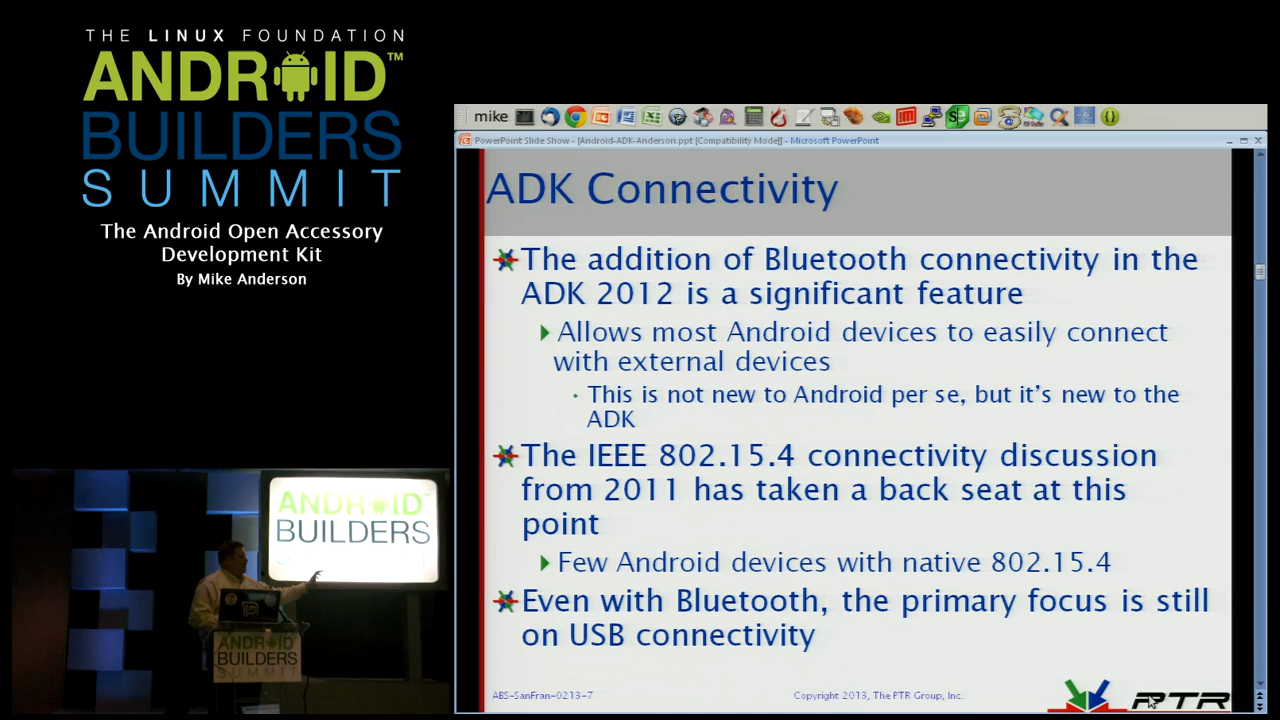 THE LINUX FOUNDATION
ANDROID™
BUILDERS
SUMMIT
The Android Open Accessory
Development Kit
By Mike Anderson
mike
PowerPoint Slide Show - [Android-ADK-Anderson.ppt [Compatibility Mode]] - Microsoft PowerPoint
ADK Connectivity
The addition of Bluetooth connectivity in the
ADK 2012 is a significant feature
Allows most Android devices to easily connect
with external devices
This is not new to Android per se, but it's new to the
ADK
The IEEE 802.15.4 connectivity discussion
from 2011 has taken a back seat at this
point
Few Android devices with native 802.15.4
Even with Bluetooth, the primary focus is still
on USB connectivity
ABS-SanFran-0213-7
Copyright 2013, The PTR Group, Inc.
PTR
ANDROID™
BUILDERS
ANDROID
BUILDERS
SUMMIT